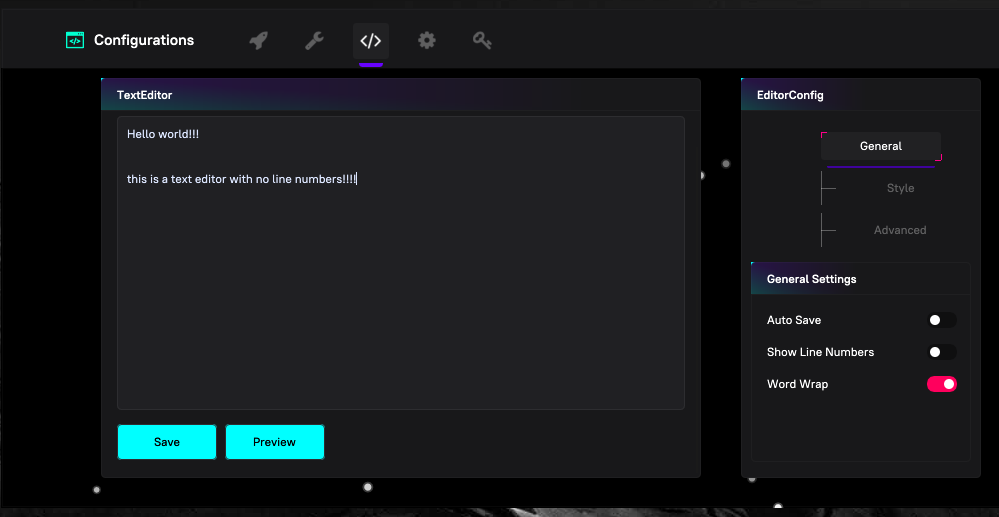 Configurations
TextEditor
Hello world!!!
this is a text editor with no line numbers!!!!
Save
Preview
EditorConfig
General
Style
Advanced
General Settings
Auto Save
Show Line Numbers
Word Wrap